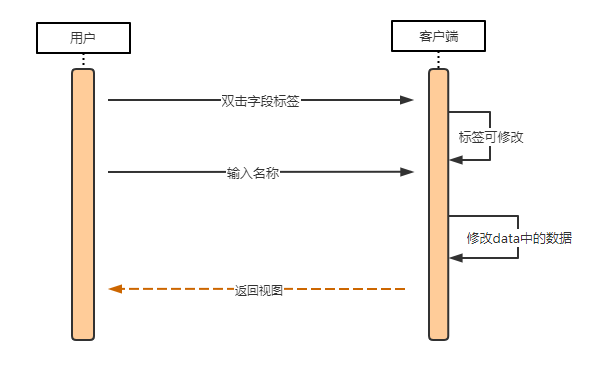 用户
客户端
双击字段标签
标签可修改
输入名称
修改data中的数据
返回视图